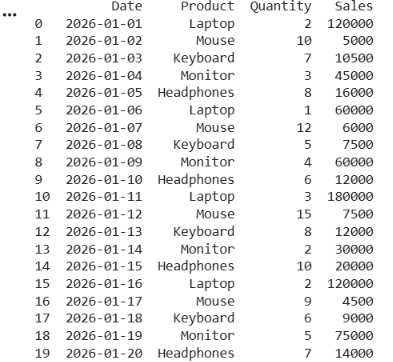 Date Product Quantity Sales
0 2026-01-01 Laptop 2 120000
1 2026-01-02 Mouse 10 5000
2 2026-01-03 Keyboard 7 10500
3 2026-01-04 Monitor 3 45000
4 2026-01-05 Headphones 8 16000
5 2026-01-06 Laptop 1 60000
6 2026-01-07 Mouse 12 6000
7 2026-01-08 Keyboard 5 7500
8 2026-01-09 Monitor 4 60000
9 2026-01-10 Headphones 6 12000
10 2026-01-11 Laptop 3 180000
11 2026-01-12 Mouse 15 7500
12 2026-01-13 Keyboard 8 12000
13 2026-01-14 Monitor 2 30000
14 2026-01-15 Headphones 10 20000
15 2026-01-16 Laptop 2 120000
16 2026-01-17 Mouse 9 4500
17 2026-01-18 Keyboard 6 9000
18 2026-01-19 Monitor 5 75000
19 2026-01-20 Headphones 7 14000